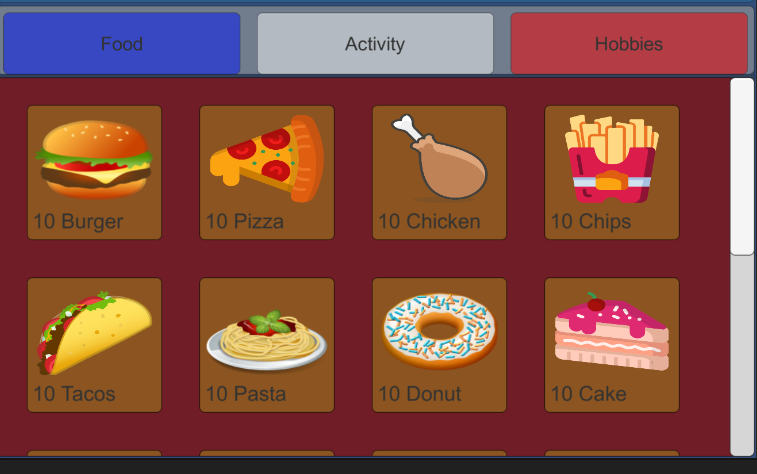 Food
Activity
Hobbies
10 Burger
10 Pizza
10 Chicken
10 Chips
10 Tacos
10 Pasta
10 Donut
10 Cake